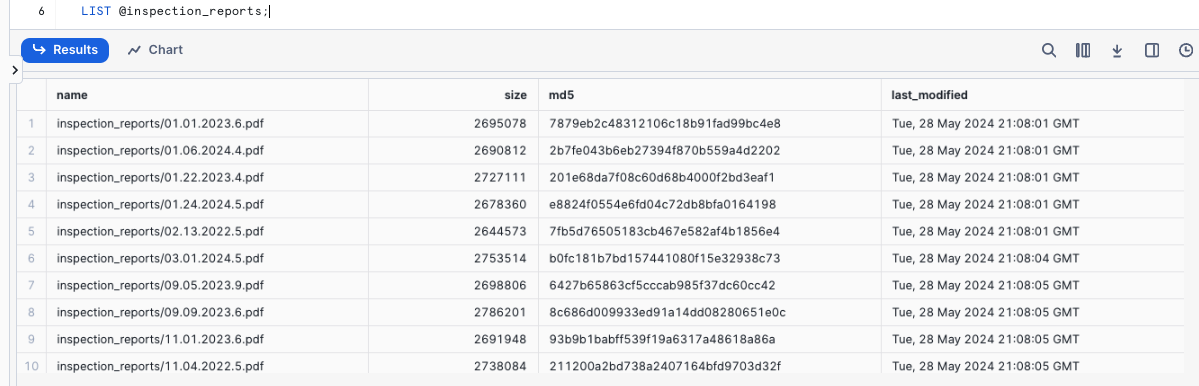 6 LIST @inspection_reports;
Results Chart
name size md5 last_modified
1 inspection_reports/01.01.2023.6.pdf 2695078 7879eb2c48312106c18b91fad99bc4e8 Tue, 28 May 2024 21:08:01 GMT
2 inspection_reports/01.06.2024.4.pdf 2690812 2b7fe043b6eb27394f870b559a4d2202 Tue, 28 May 2024 21:08:01 GMT
3 inspection_reports/01.22.2023.4.pdf 2727111 201e68da7f08c60d68b4000f2bd3eaf1 Tue, 28 May 2024 21:08:01 GMT
4 inspection_reports/01.24.2024.5.pdf 2678360 e8824f0554e6fd04c72db8bfa0164198 Tue, 28 May 2024 21:08:01 GMT
5 inspection_reports/02.13.2022.5.pdf 2644573 7fb5d76505183cb467e582af4b1856e4 Tue, 28 May 2024 21:08:01 GMT
6 inspection_reports/03.01.2024.5.pdf 2753514 b0fc181b7bd157441080f15e32938c73 Tue, 28 May 2024 21:08:04 GMT
7 inspection_reports/09.05.2023.9.pdf 2698806 6427b65863cf5cccab985f37dc60cc42 Tue, 28 May 2024 21:08:05 GMT
8 inspection_reports/09.09.2023.6.pdf 2786201 8c686d009933ed91a14dd08280651e0c Tue, 28 May 2024 21:08:05 GMT
9 inspection_reports/11.01.2023.6.pdf 2691948 93b9b1babff539f19a6317a48618a86a Tue, 28 May 2024 21:08:05 GMT
10 inspection_reports/11.04.2022.5.pdf 2738084 211200a2bd738a2407164bfd9703d32f Tue, 28 May 2024 21:08:05 GMT